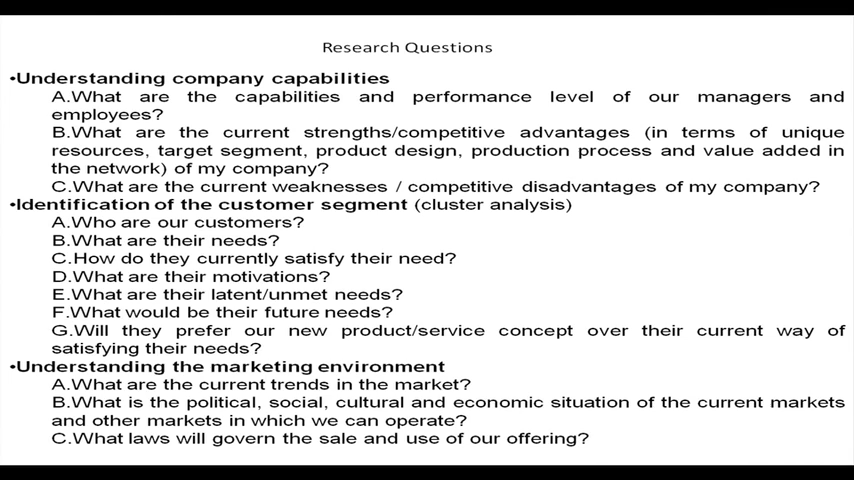 Research Questions
•Understanding company capabilities
A.What are the capabilities and performance level of our managers and
employees?
B.What are the current strengths/competitive advantages (in terms of unique
resources, target segment, product design, production process and value added in
the network) of my company?
C.What are the current weaknesses / competitive disadvantages of my company?
•Identification of the customer segment (cluster analysis)
A.Who are our customers?
B.What are their needs?
C.How do they currently satisfy their need?
D.What are their motivations?
E.What are their latent/unmet needs?
F.What would be their future needs?
G.Will they prefer our new product/service concept over their current way of
satisfying their needs?
•Understanding the marketing environment
A.What are the current trends in the market?
B.What is the political, social, cultural and economic situation of the current markets
and other markets in which we can operate?
C.What laws will govern the sale and use of our offering?